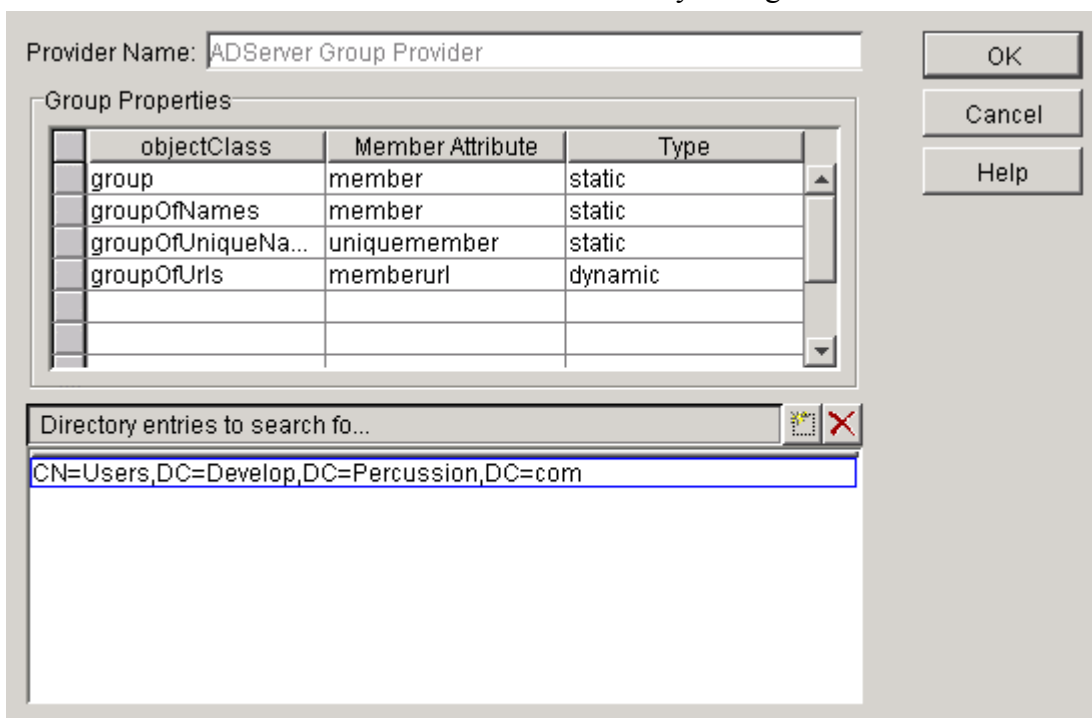 Provider Name: ADServer Group Provider
OK
Group Properties
Cancel
objectClass Member Attribute Type
group member static
Help
groupOfNames member static
groupOfUniqueNa... uniquemember static
groupOfUrls memberurl dynamic
Directory entries to search fo...
CN=Users,DC=Develop,DC=Percussion,DC=com